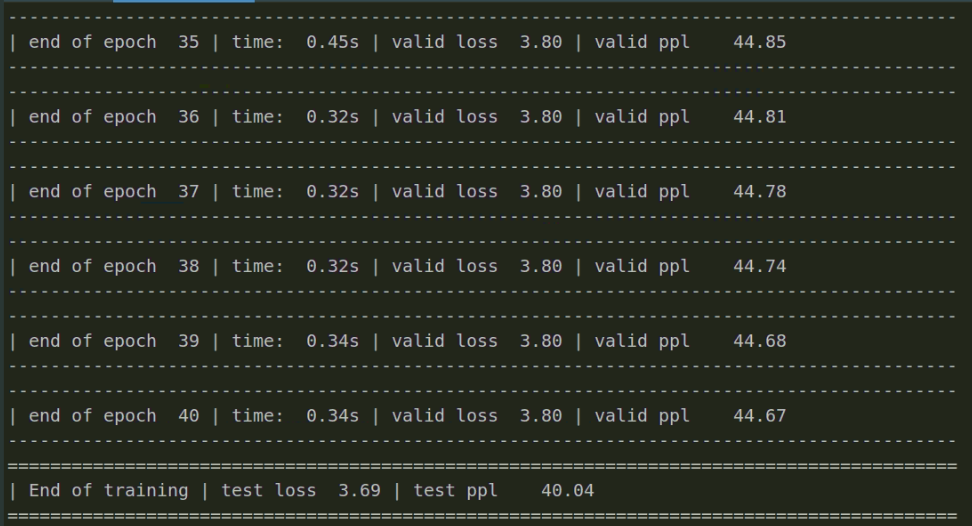 -----------------------------------------------------------------------------------------
| end of epoch  35 | time:  0.45s | valid loss  3.80 | valid ppl    44.85
-----------------------------------------------------------------------------------------
-----------------------------------------------------------------------------------------
| end of epoch  36 | time:  0.32s | valid loss  3.80 | valid ppl    44.81
-----------------------------------------------------------------------------------------
-----------------------------------------------------------------------------------------
| end of epoch  37 | time:  0.32s | valid loss  3.80 | valid ppl    44.78
-----------------------------------------------------------------------------------------
-----------------------------------------------------------------------------------------
| end of epoch  38 | time:  0.32s | valid loss  3.80 | valid ppl    44.74
-----------------------------------------------------------------------------------------
-----------------------------------------------------------------------------------------
| end of epoch  39 | time:  0.34s | valid loss  3.80 | valid ppl    44.68
-----------------------------------------------------------------------------------------
-----------------------------------------------------------------------------------------
| end of epoch  40 | time:  0.34s | valid loss  3.80 | valid ppl    44.67
-----------------------------------------------------------------------------------------
=========================================================================================
| End of training | test loss  3.69 | test ppl    40.04
=========================================================================================